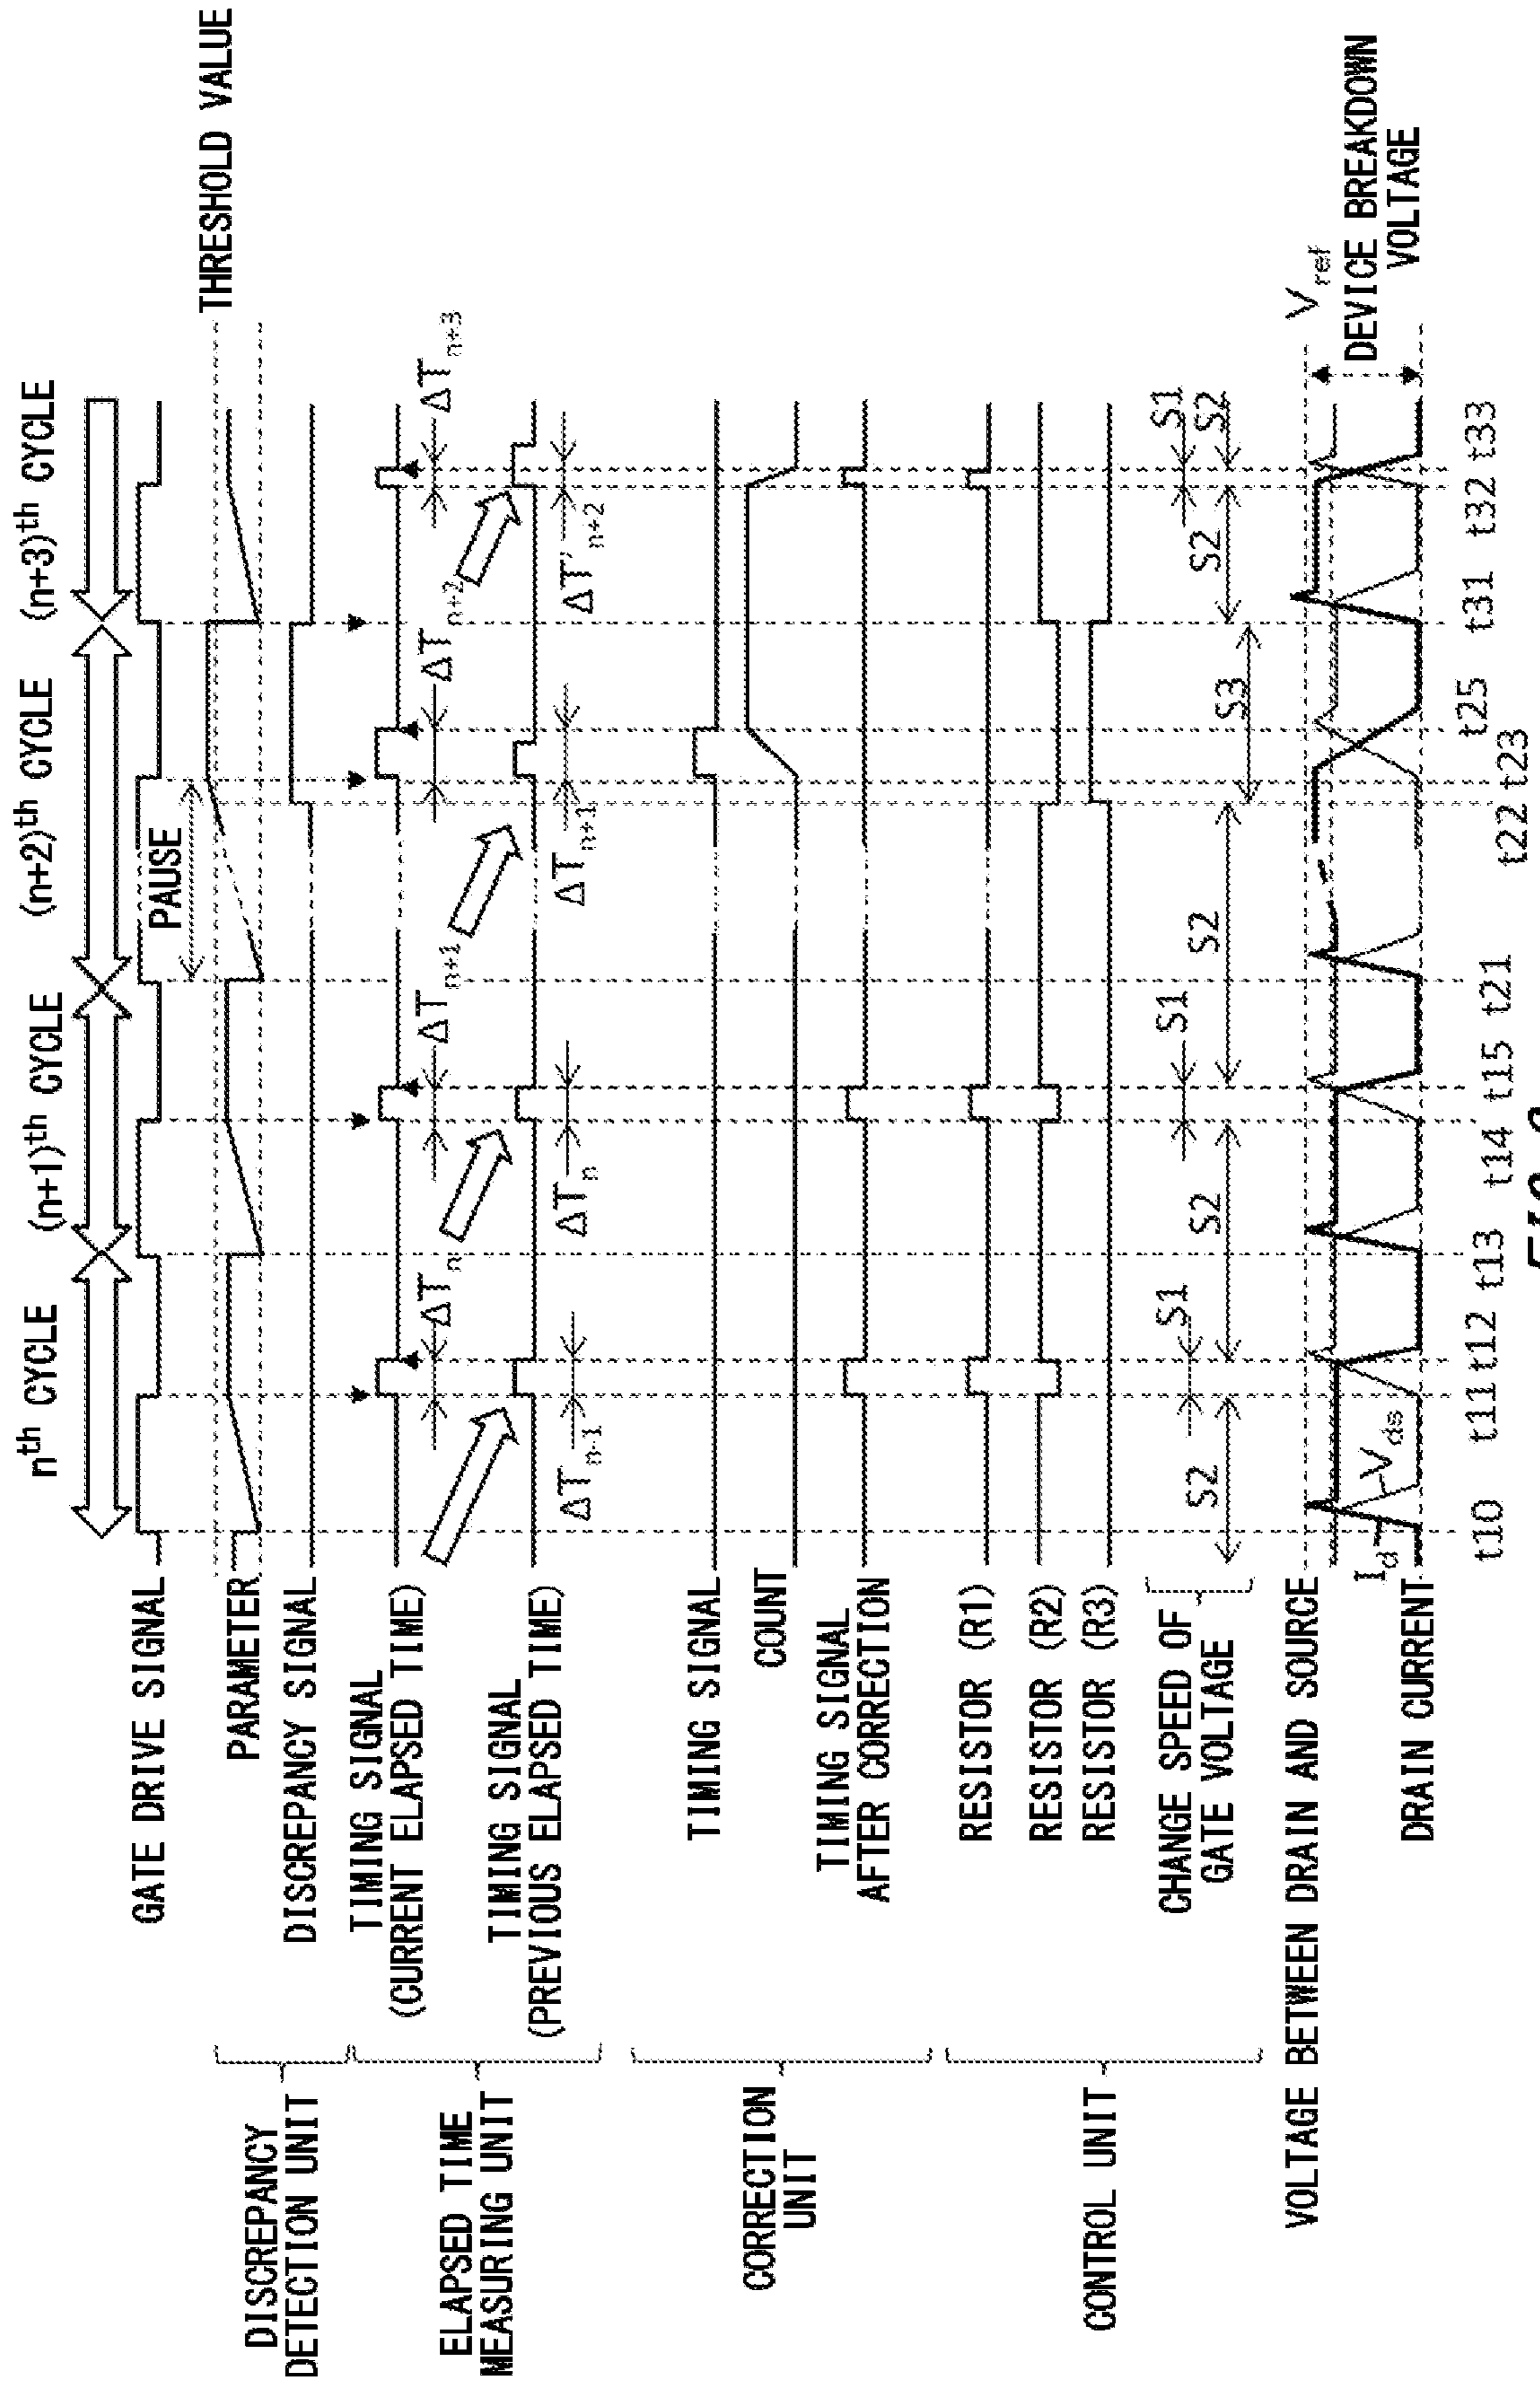 nth CYCLE
(n+1)th CYCLE
(n+2)th CYCLE
(n+3)th CYCLE
GATE DRIVE SIGNAL
PAUSE
THRESHOLD VALUE
DISCREPANCY
DETECTION UNIT
PARAMETER
DISCREPANCY SIGNAL
ELAPSED TIME
MEASURING UNIT
TIMING SIGNAL
(CURRENT ELAPSED TIME)
ΔTn
ΔTn+1
ΔTn+2
ΔTn+3
TIMING SIGNAL
(PREVIOUS ELAPSED TIME)
ΔTn-1
ΔTn
ΔTn+1
ΔT'n+2
CORRECTION
UNIT
TIMING SIGNAL
COUNT
TIMING SIGNAL
AFTER CORRECTION
CONTROL UNIT
RESISTOR (R1)
RESISTOR (R2)
RESISTOR (R3)
CHANGE SPEED OF
GATE VOLTAGE
S2
S1
S2
S1
S2
S3
S2
S1
S2
VOLTAGE BETWEEN DRAIN AND SOURCE
Vref
DEVICE BREAKDOWN
VOLTAGE
Id
Vds
DRAIN CURRENT
t10
t11
t12
t13
t14
t15
t21
t22
t23
t25
t31
t32
t33